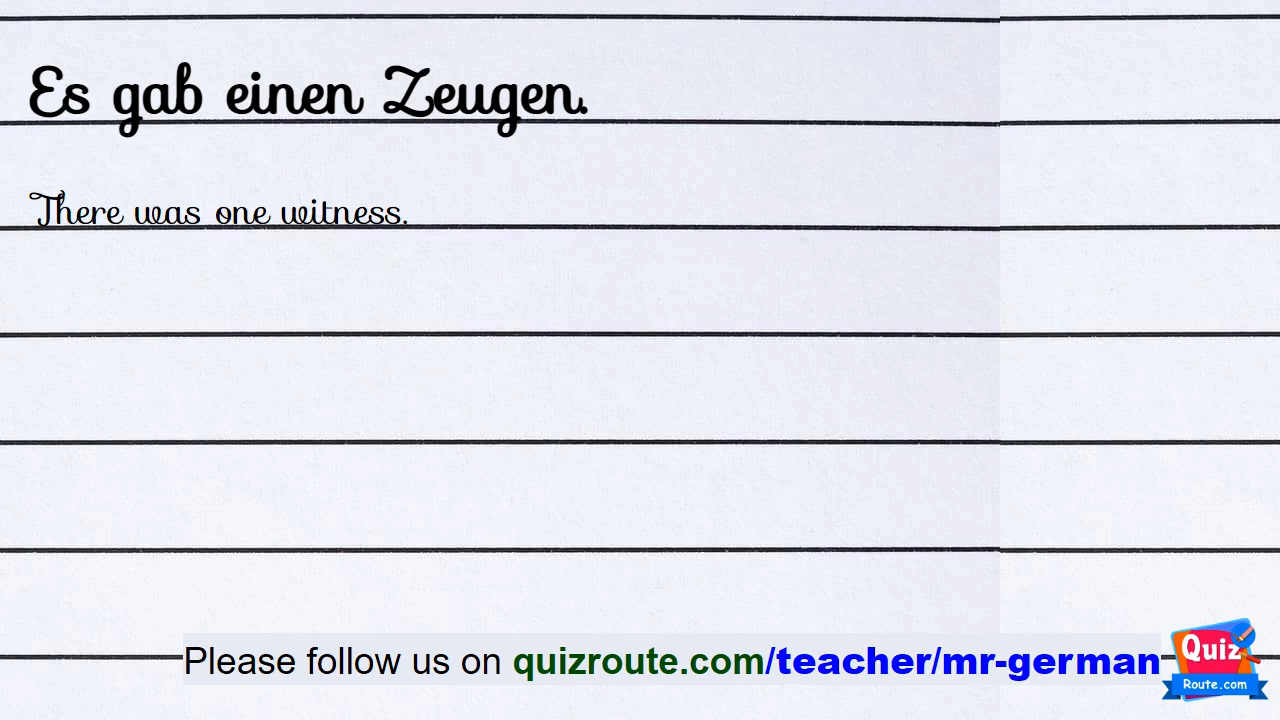 Es gab einen Zeugen.
There was one witness.
Please follow us on quizroute.com/teacher/mr-german
Quiz
Route.com